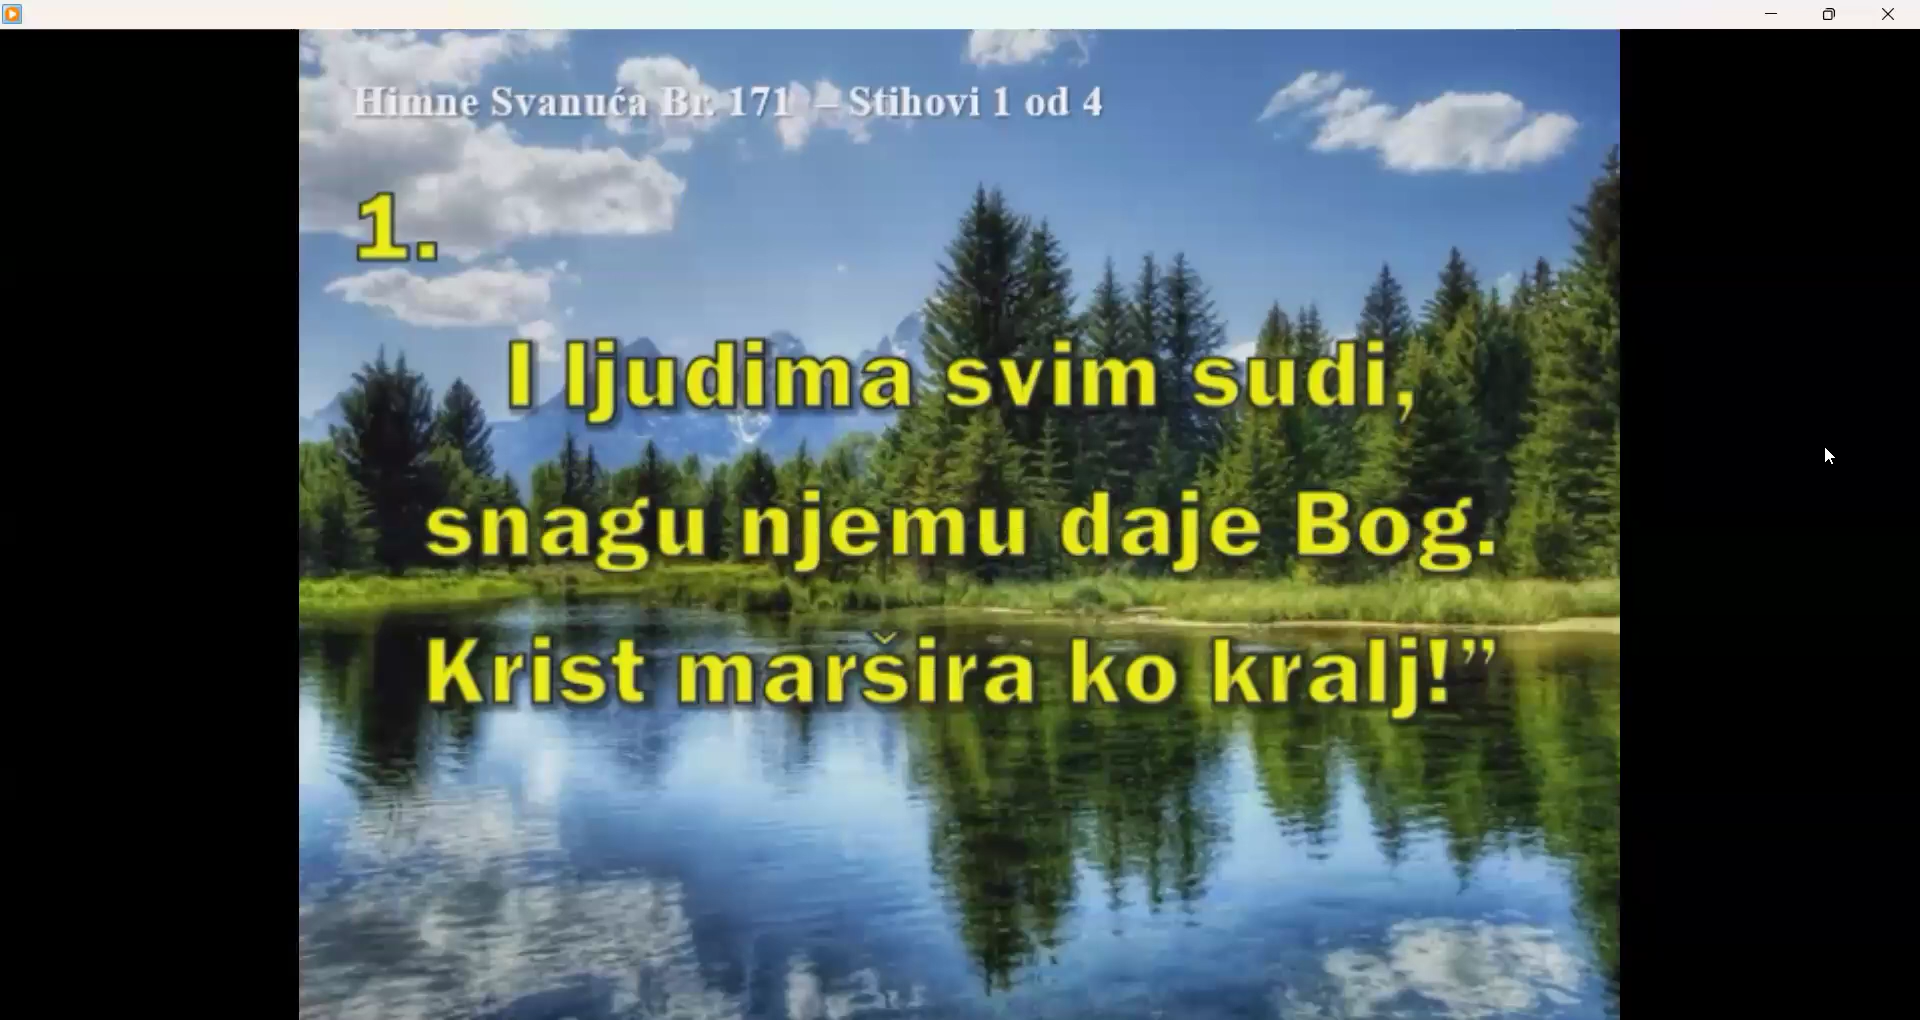 Himne Svanuća Br. 171 – Stihovi 1 od 4
1.
I ljudima svim sudi,
snagu njemu daje Bog.
Krist maršira ko kralj!”